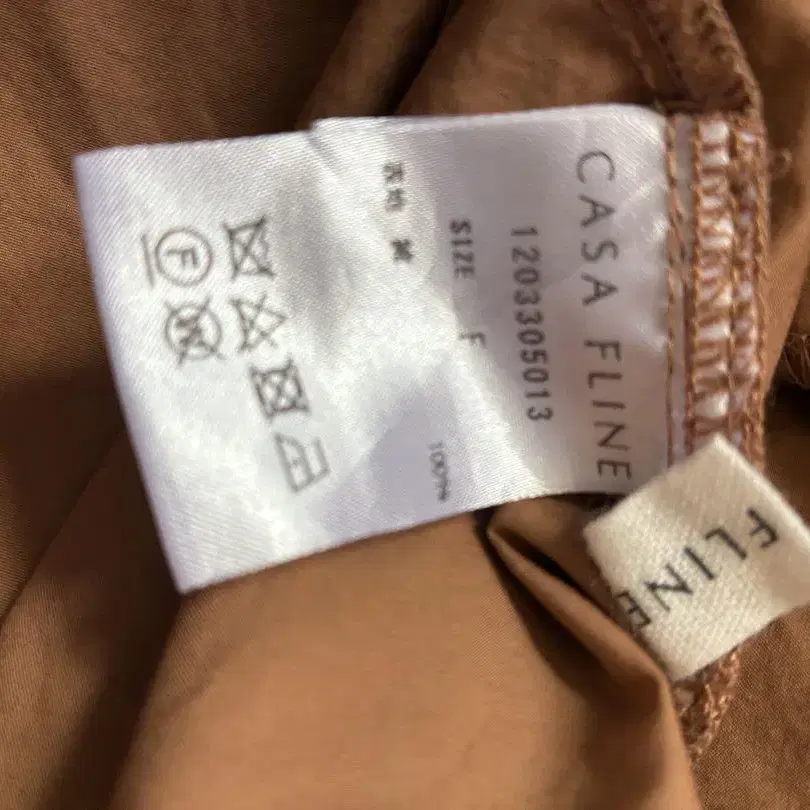 CASA FLINE
1203305013
SIZE F
100%
F
W
FLINE